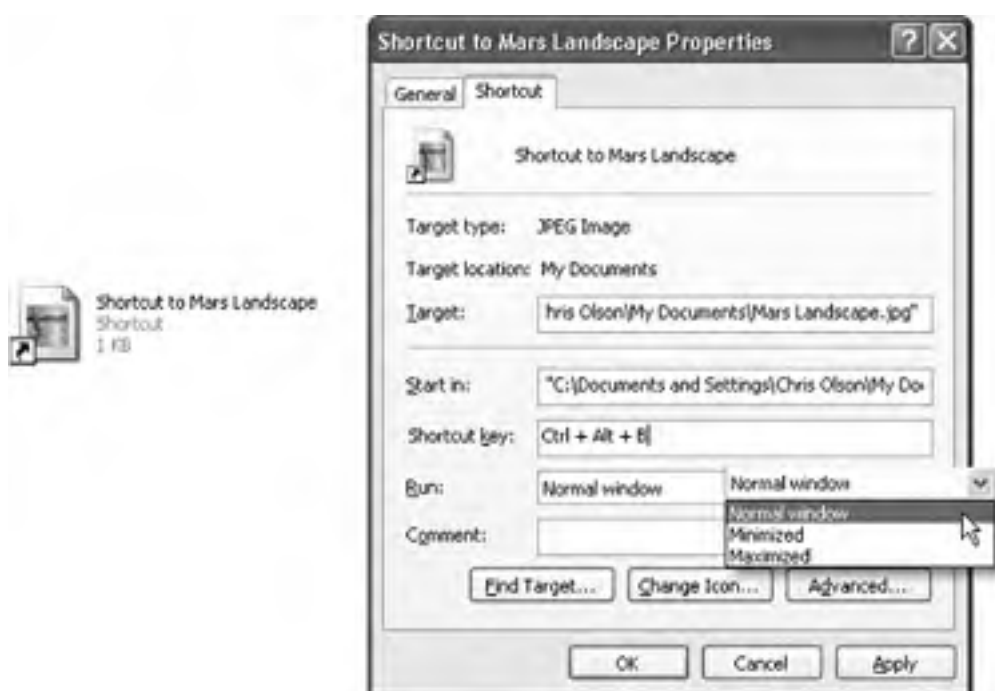 Shortcut to Mars Landscape Properties
General Shortcut
Shortcut to Mars Landscape
Target type: JPEG Image
Target location: My Documents
Target: hris Olson\My Documents\Mars Landscape.jpg"
Start in: "C:\Documents and Settings\Chris Olson\My Do
Shortcut key: Ctrl + Alt + B
Run: Normal window Normal window
Normal window
Minimized
Maximized
Comment:
Find Target... Change Icon... Advanced...
OK Cancel Apply
Shortcut to Mars Landscape
Shortcut
1 KB